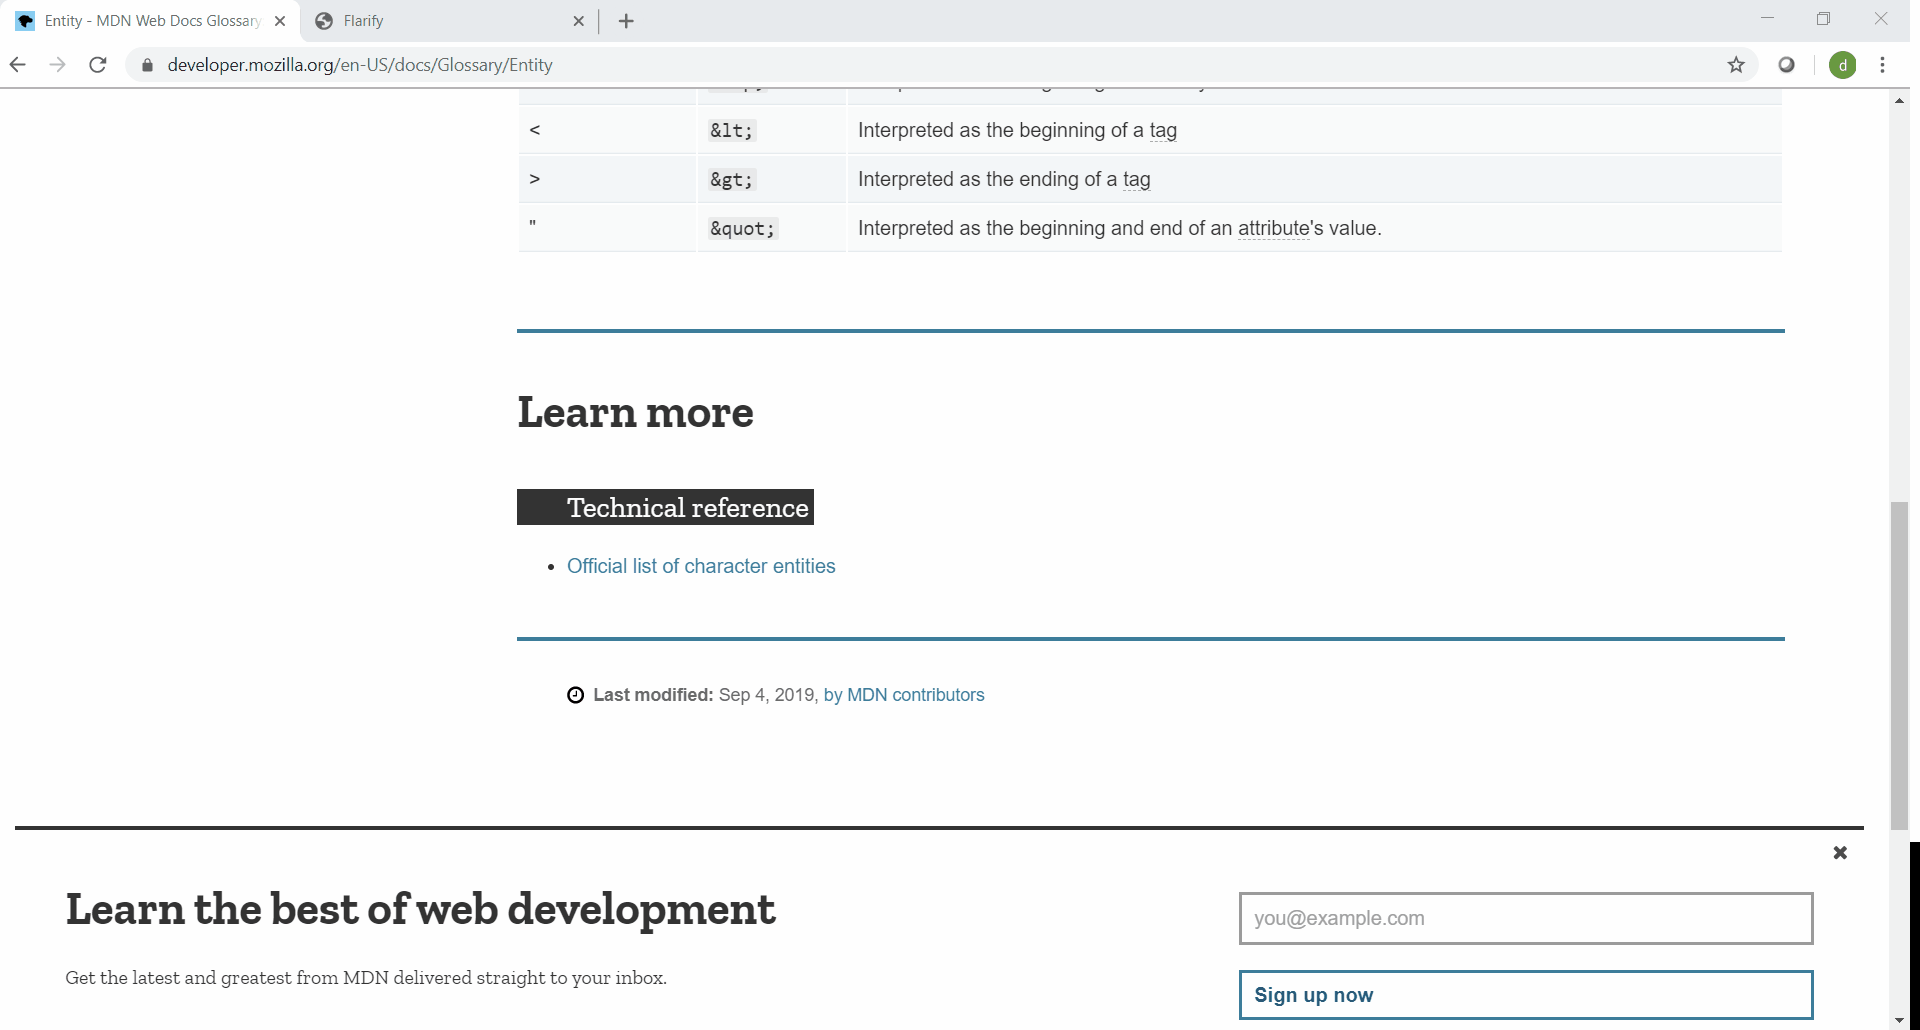 Entity - MDN Web Docs Glossary
Flarify
developer.mozilla.org/en-US/docs/Glossary/Entity
d
< &lt; Interpreted as the beginning of a tag
> &gt; Interpreted as the ending of a tag
" &quot; Interpreted as the beginning and end of an attribute's value.
Learn more
Technical reference
• Official list of character entities
Last modified: Sep 4, 2019, by MDN contributors
Learn the best of web development
you@example.com
Get the latest and greatest from MDN delivered straight to your inbox.
Sign up now